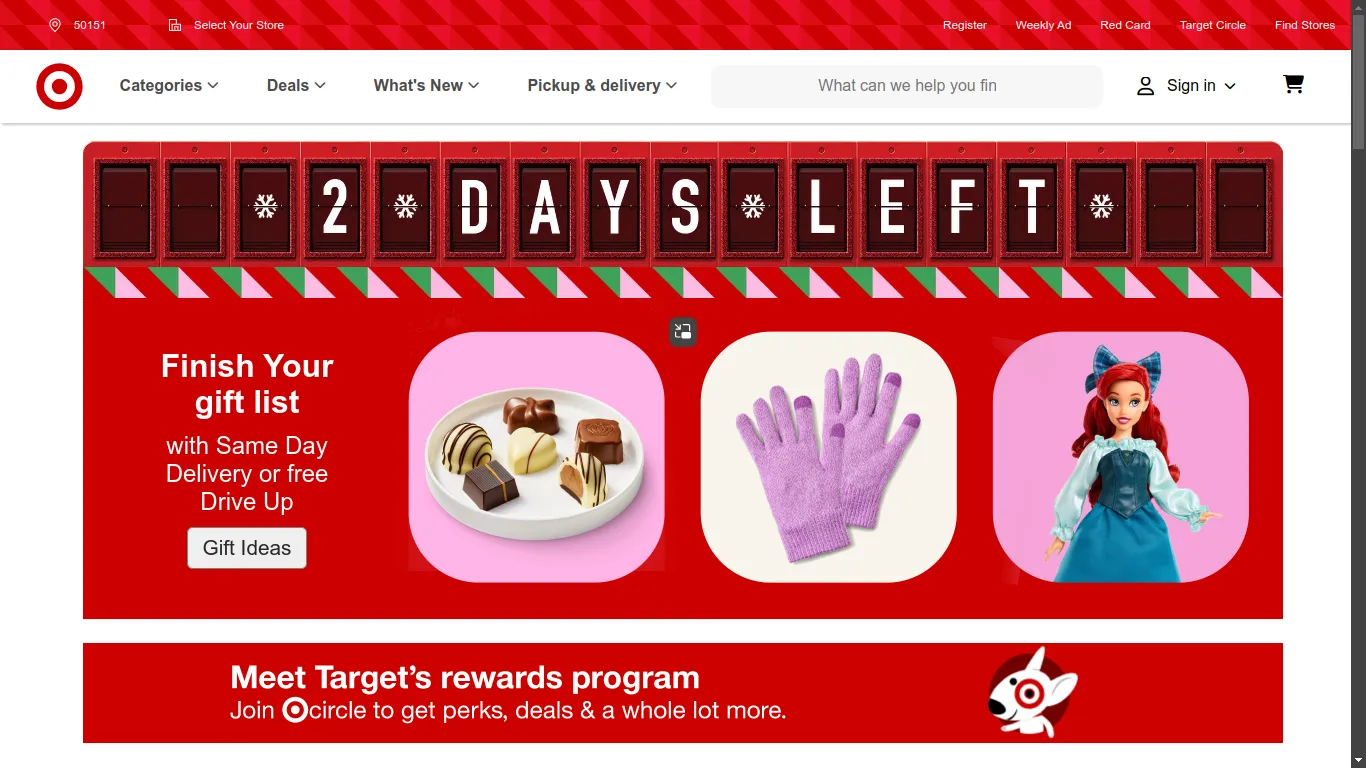 50151
Select Your Store
Register
Weekly Ad
Red Card
Target Circle
Find Stores
Categories
Deals
What's New
Pickup & delivery
What can we help you fin
Sign in
2 DAYS LEFT
Finish Your
gift list
with Same Day
Delivery or free
Drive Up
Gift Ideas
Meet Target’s rewards program
Join circle to get perks, deals & a whole lot more.